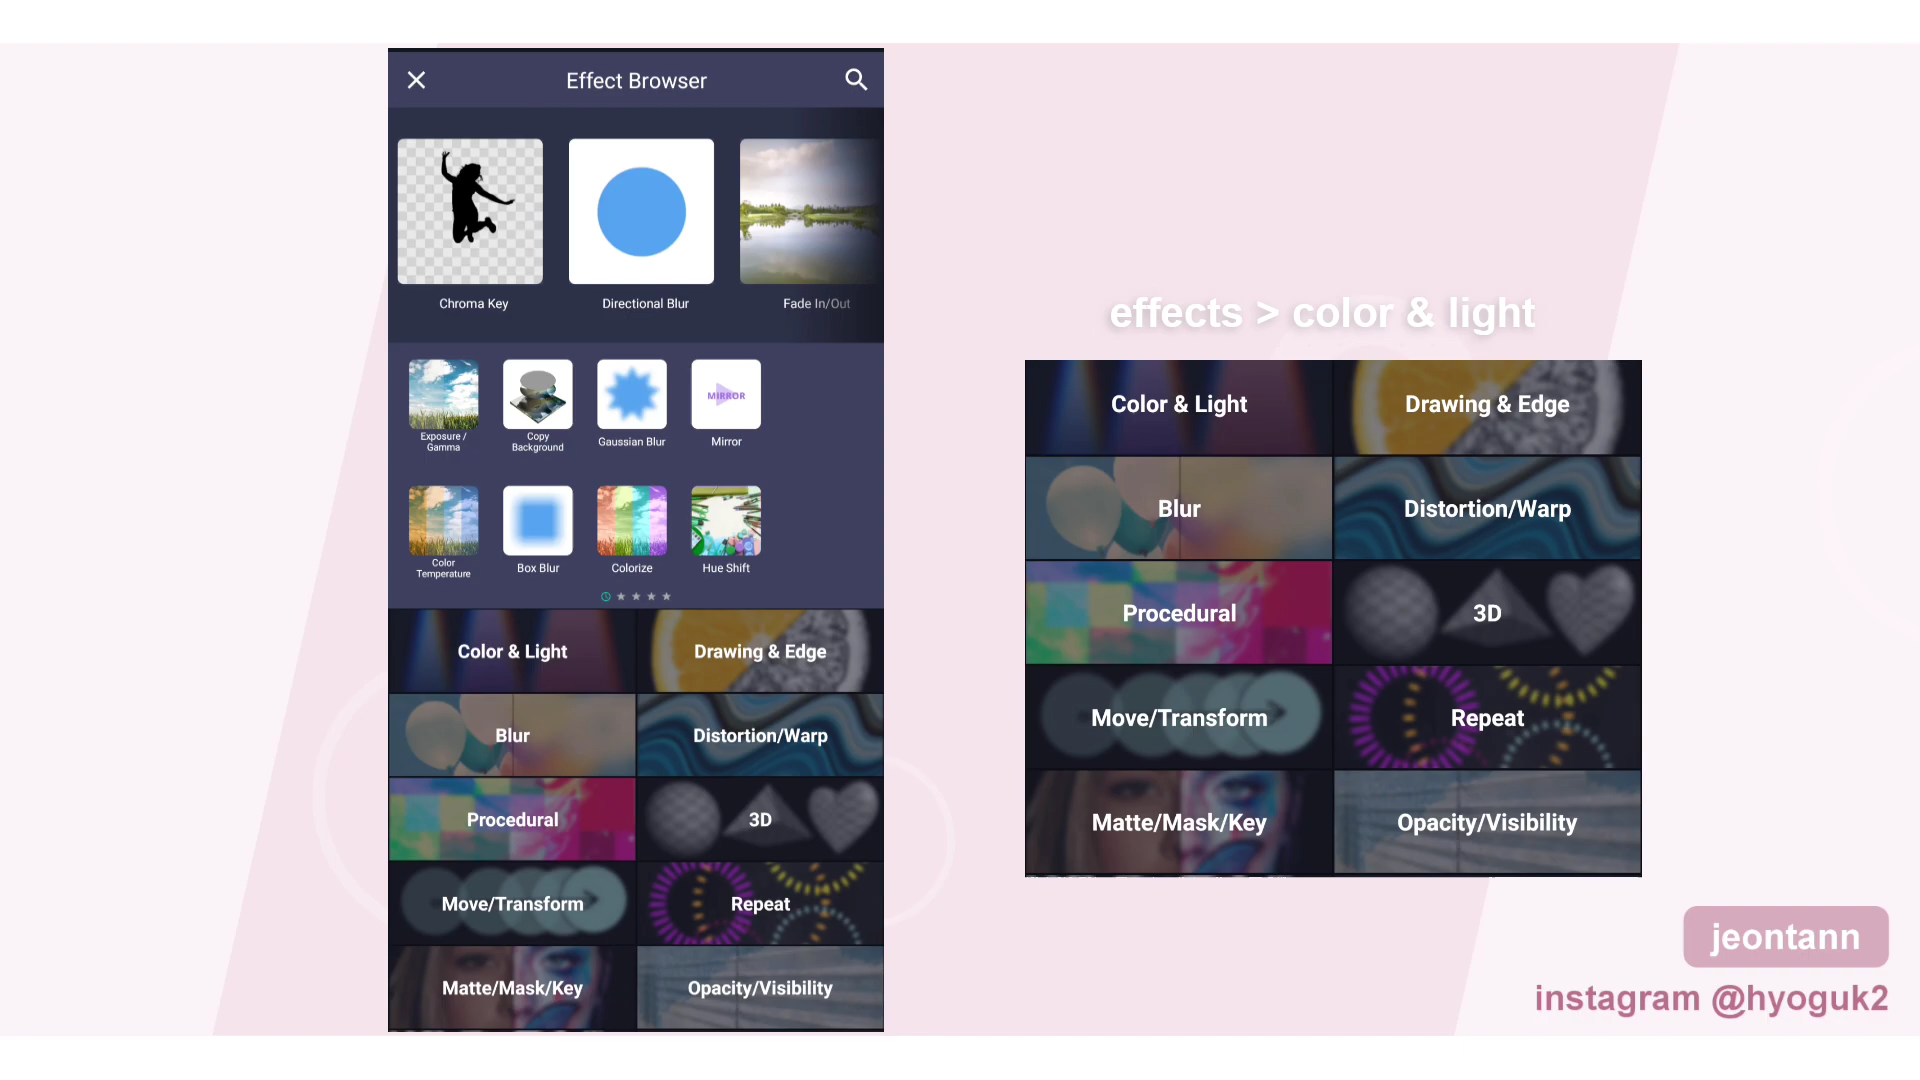 Effect Browser
Chroma Key
Directional Blur
Fade In/Out
Exposure /
Gamma
Copy
Background
Gaussian Blur
MIRROR
Mirror
Color
Temperature
Box Blur
Colorize
Hue Shift
Color & Light
Drawing & Edge
Blur
Distortion/Warp
Procedural
3D
Move/Transform
Repeat
Matte/Mask/Key
Opacity/Visibility
effects > color & light
Color & Light
Drawing & Edge
Blur
Distortion/Warp
Procedural
3D
Move/Transform
Repeat
Matte/Mask/Key
Opacity/Visibility
jeontann
instagram @hyoguk2